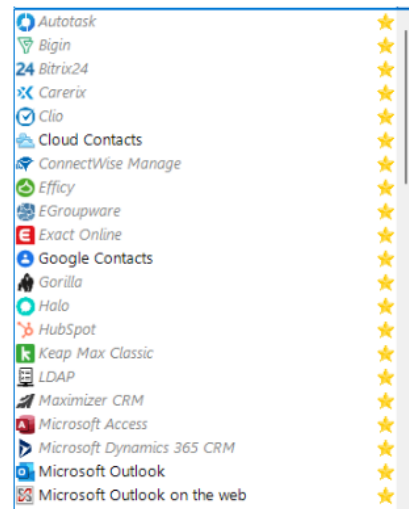 Autotask
Bigin
24 Bitrix24
Carerix
Clio
Cloud Contacts
ConnectWise Manage
Efficy
EGroupware
Exact Online
Google Contacts
Gorilla
Halo
HubSpot
k Keap Max Classic
LDAP
Maximizer CRM
A Microsoft Access
Microsoft Dynamics 365 CRM
Microsoft Outlook
Microsoft Outlook on the web